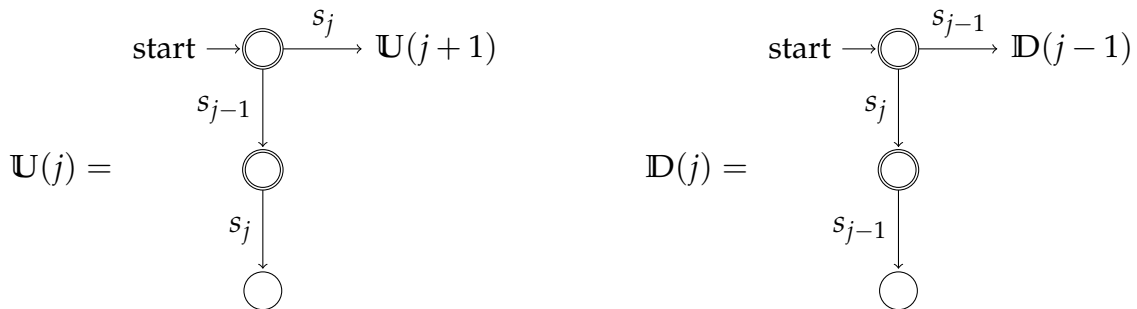 start
s_j
𝕌(j + 1)
s_{j−1}
𝕌(j) =
s_j
start
s_{j−1}
𝔻(j − 1)
s_j
𝔻(j) =
s_{j−1}